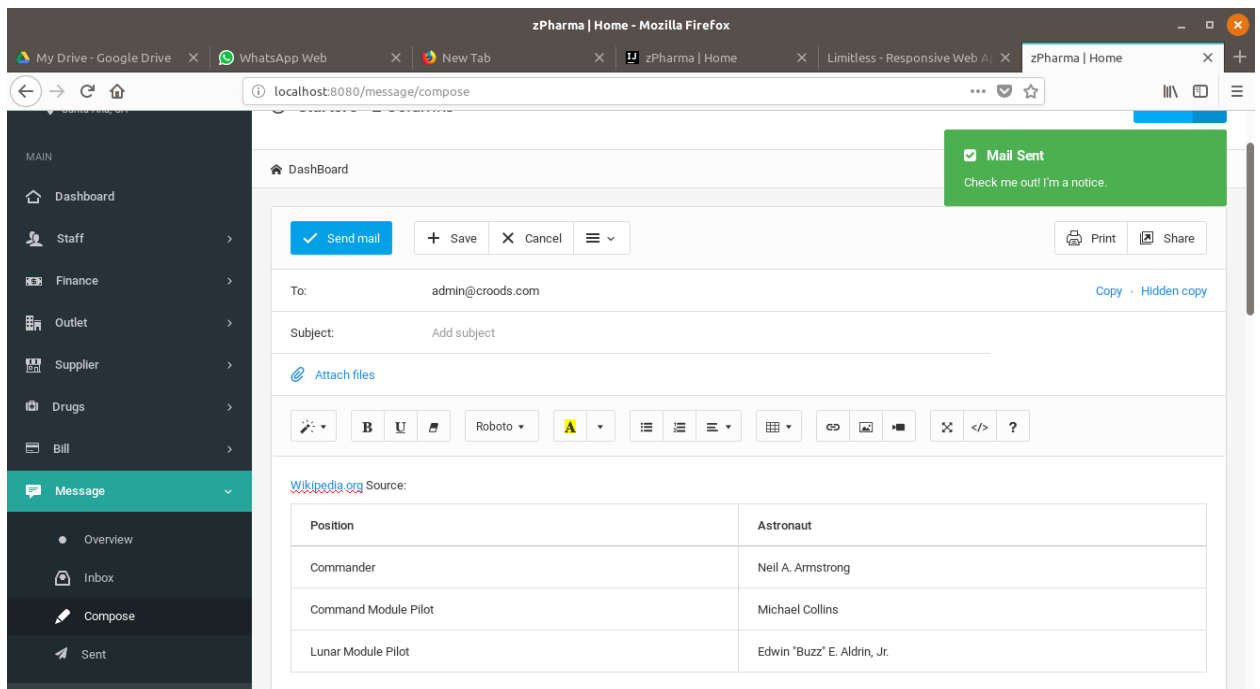 zPharma | Home - Mozilla Firefox
My Drive - Google Drive WhatsApp Web New Tab zPharma | Home Limitless - Responsive Web zPharma | Home
localhost:8080/message/compose
MAIN
DashBoard
Mail Sent
Check me out! I'm a notice.
Dashboard
Staff
Finance
Outlet
Supplier
Drugs
Bill
Message
Overview
Inbox
Compose
Sent
Send mail Save Cancel Print Share
To: admin@croods.com Copy - Hidden copy
Subject: Add subject
Attach files
B U Roboto A </> ?
Wikipedia.org Source:
Position Astronaut
Commander Neil A. Armstrong
Command Module Pilot Michael Collins
Lunar Module Pilot Edwin "Buzz" E. Aldrin, Jr.